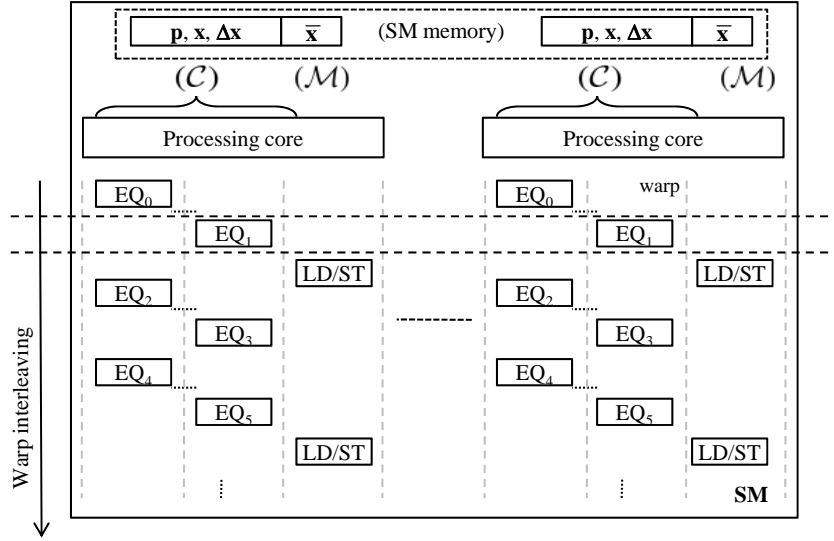 p, x, Δx x̄ (SM memory) p, x, Δx x̄
(𝒞) (ℳ) (𝒞) (ℳ)
Processing core Processing core
EQ₀ EQ₀ warp
EQ₁ EQ₁
LD/ST LD/ST
EQ₂ EQ₂
EQ₃ EQ₃
EQ₄ EQ₄
EQ₅ EQ₅
LD/ST LD/ST
SM
Warp interleaving